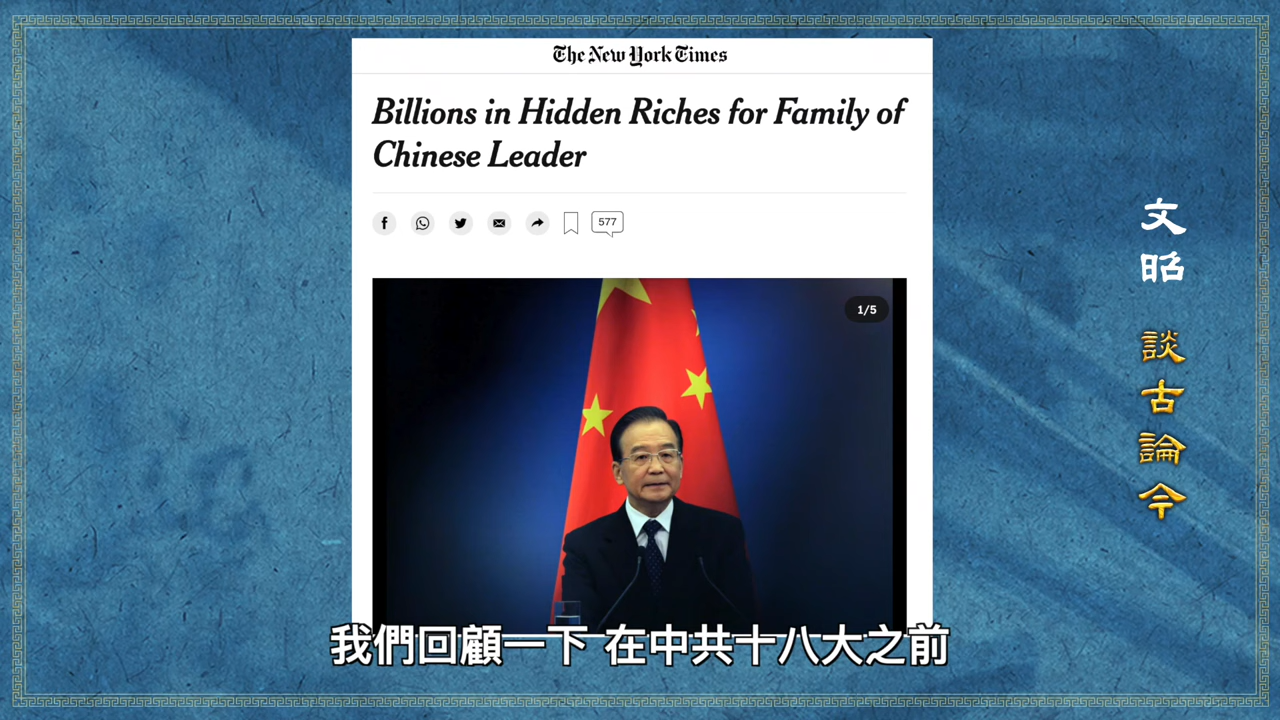 The New York Times
Billions in Hidden Riches for Family of
Chinese Leader
577
1/5
文昭
談古論今
我們回顧一下 在中共十八大之前